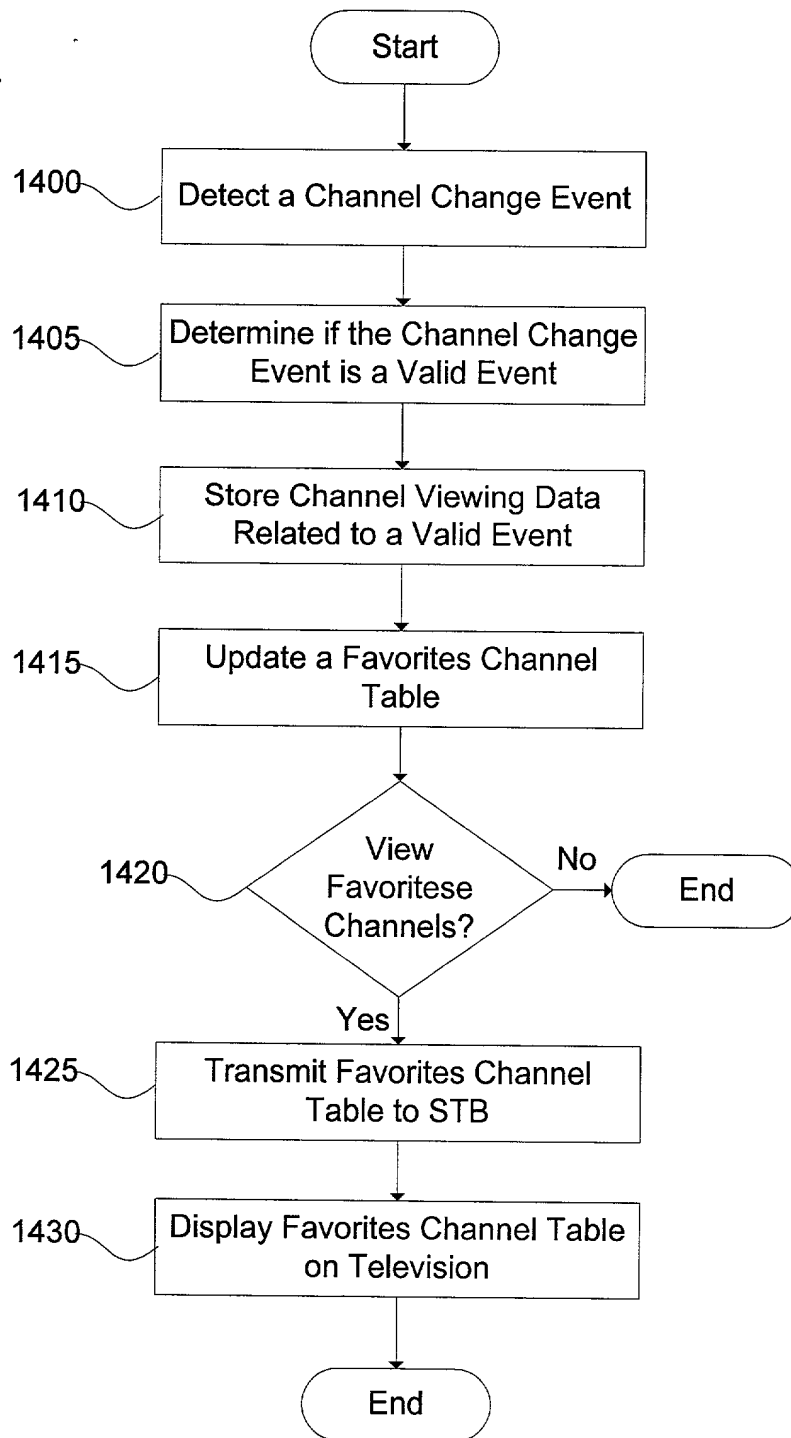 Start
1400
Detect a Channel Change Event
1405
Determine if the Channel Change
Event is a Valid Event
1410
Store Channel Viewing Data
Related to a Valid Event
1415
Update a Favorites Channel
Table
1420
View
Favoritese
Channels?
No
End
Yes
1425
Transmit Favorites Channel
Table to STB
1430
Display Favorites Channel Table
on Television
End